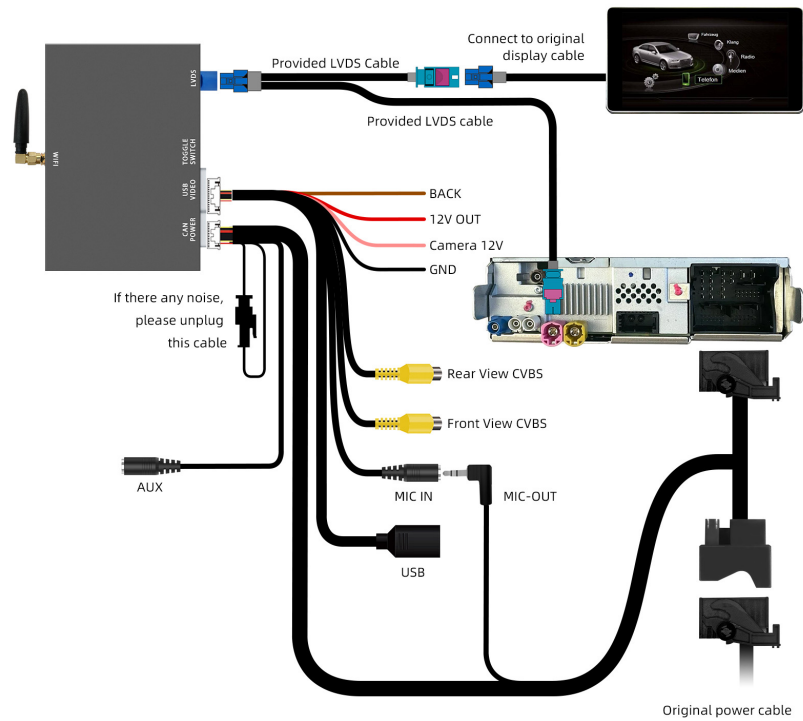 Connect to original
display cable
Provided LVDS Cable
Provided LVDS cable
Fahrzeug
Klang
Radio
Medien
Telefon
LVDS
WIFI
TOGGLE
SWITCH
USB
VIDEO
CAN
POWER
BACK
12V OUT
Camera 12V
GND
If there any noise,
please unplug
this cable
Rear View CVBS
Front View CVBS
AUX
MIC IN
MIC-OUT
USB
Original power cable